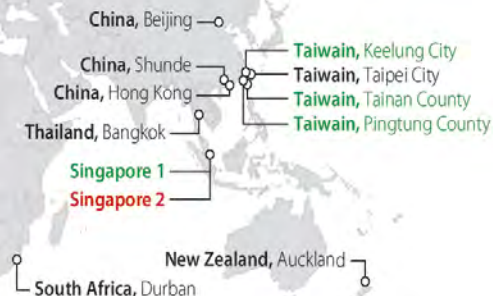 China, Beijing
China, Shunde
China, Hong Kong
Thailand, Bangkok
Singapore 1
Singapore 2
Taiwain, Keelung City
Taiwain, Taipei City
Taiwain, Tainan County
Taiwain, Pingtung County
New Zealand, Auckland
South Africa, Durban